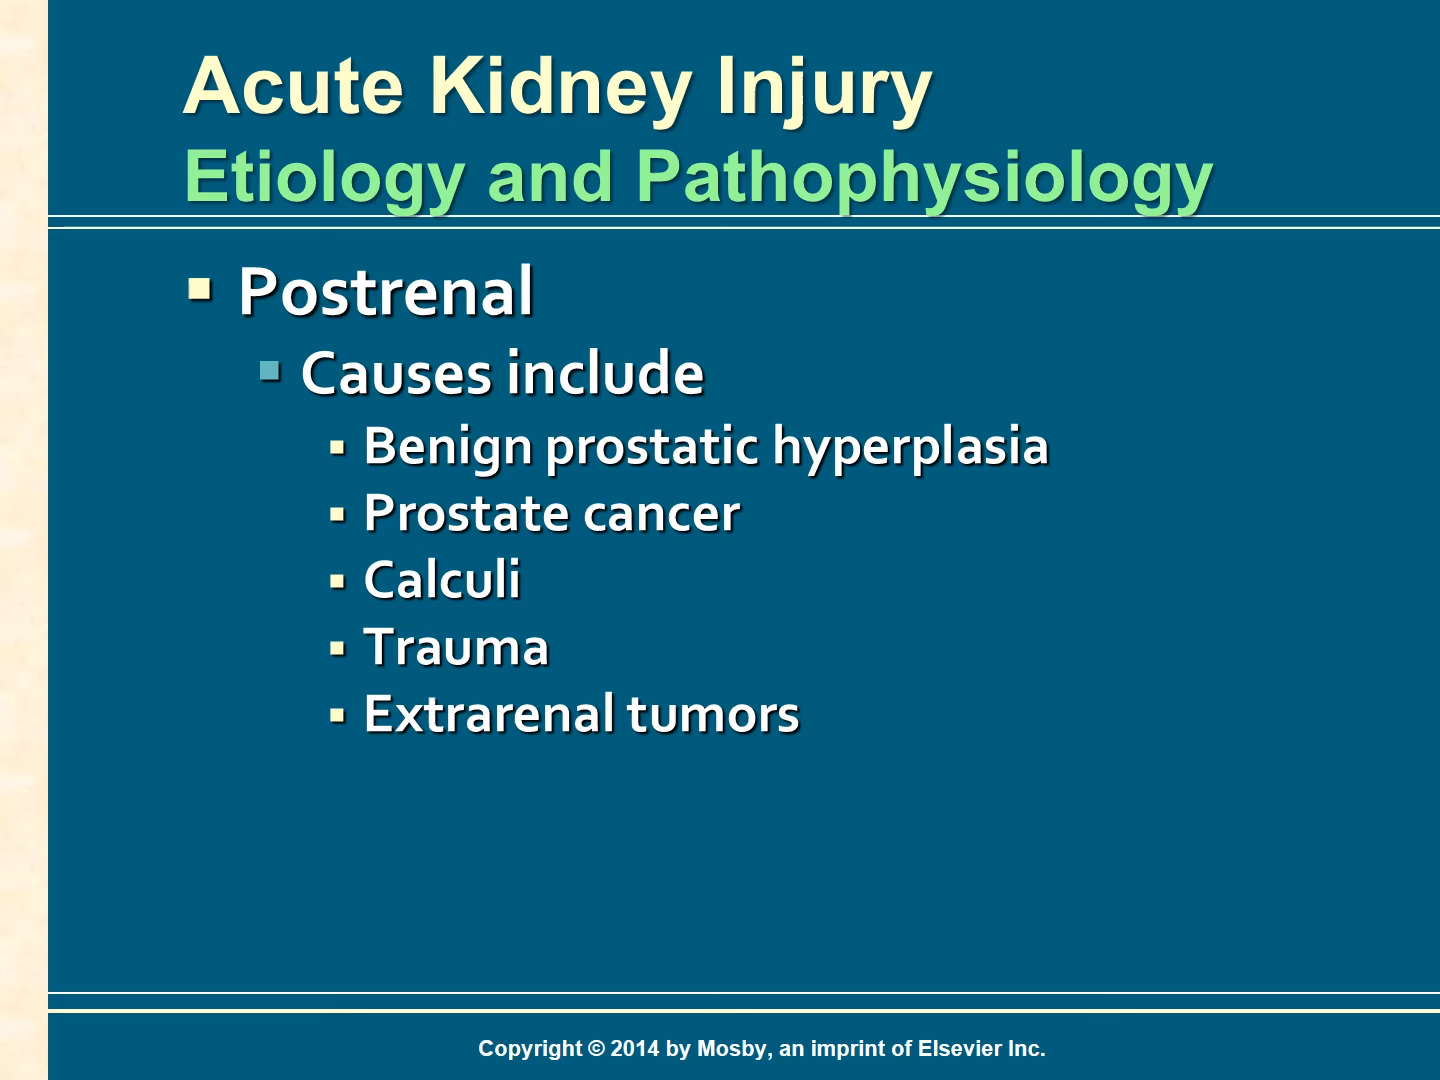 Acute Kidney Injury
Etiology and Pathophysiology
Postrenal
Causes include
Benign prostatic hyperplasia
Prostate cancer
Calculi
Trauma
Extrarenal tumors
Copyright © 2014 by Mosby, an imprint of Elsevier Inc.